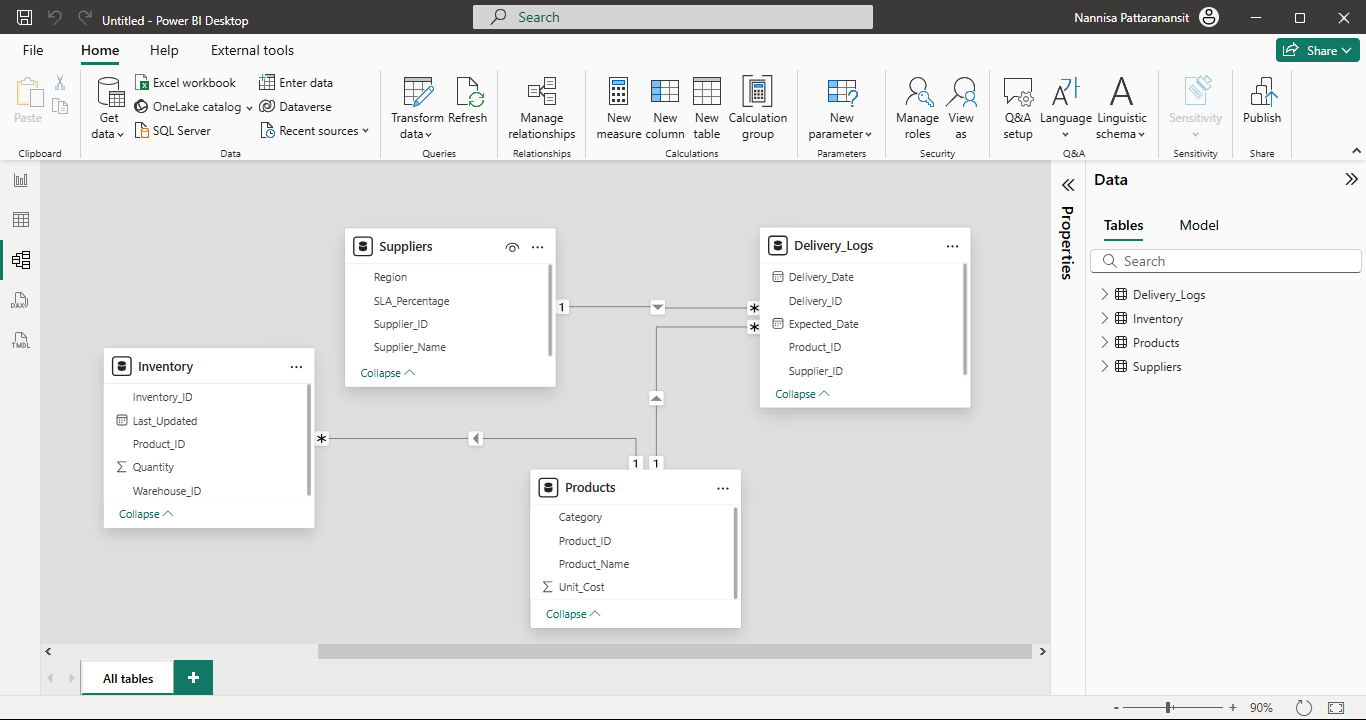 Untitled - Power BI Desktop
Search
Nannisa Pattaranansit
File
Home
Help
External tools
Share
Paste
Clipboard
Get data
Excel workbook
OneLake catalog
SQL Server
Enter data
Dataverse
Recent sources
Data
Transform data
Refresh
Queries
Manage relationships
Relationships
New measure
New column
New table
Calculation group
Calculations
New parameter
Parameters
Manage roles
View as
Security
Q&A setup
Language
Linguistic schema
Q&A
Sensitivity
Sensitivity
Publish
Share
DAX
TMDL
Suppliers
Region
SLA_Percentage
Supplier_ID
Supplier_Name
Collapse
1
*
*
Delivery_Logs
Delivery_Date
Delivery_ID
Expected_Date
Product_ID
Supplier_ID
Collapse
Inventory
Inventory_ID
Last_Updated
Product_ID
Σ Quantity
Warehouse_ID
Collapse
*
1
1
Products
Category
Product_ID
Product_Name
Σ Unit_Cost
Collapse
Properties
Data
Tables
Model
Search
Delivery_Logs
Inventory
Products
Suppliers
All tables
+
- + 90%